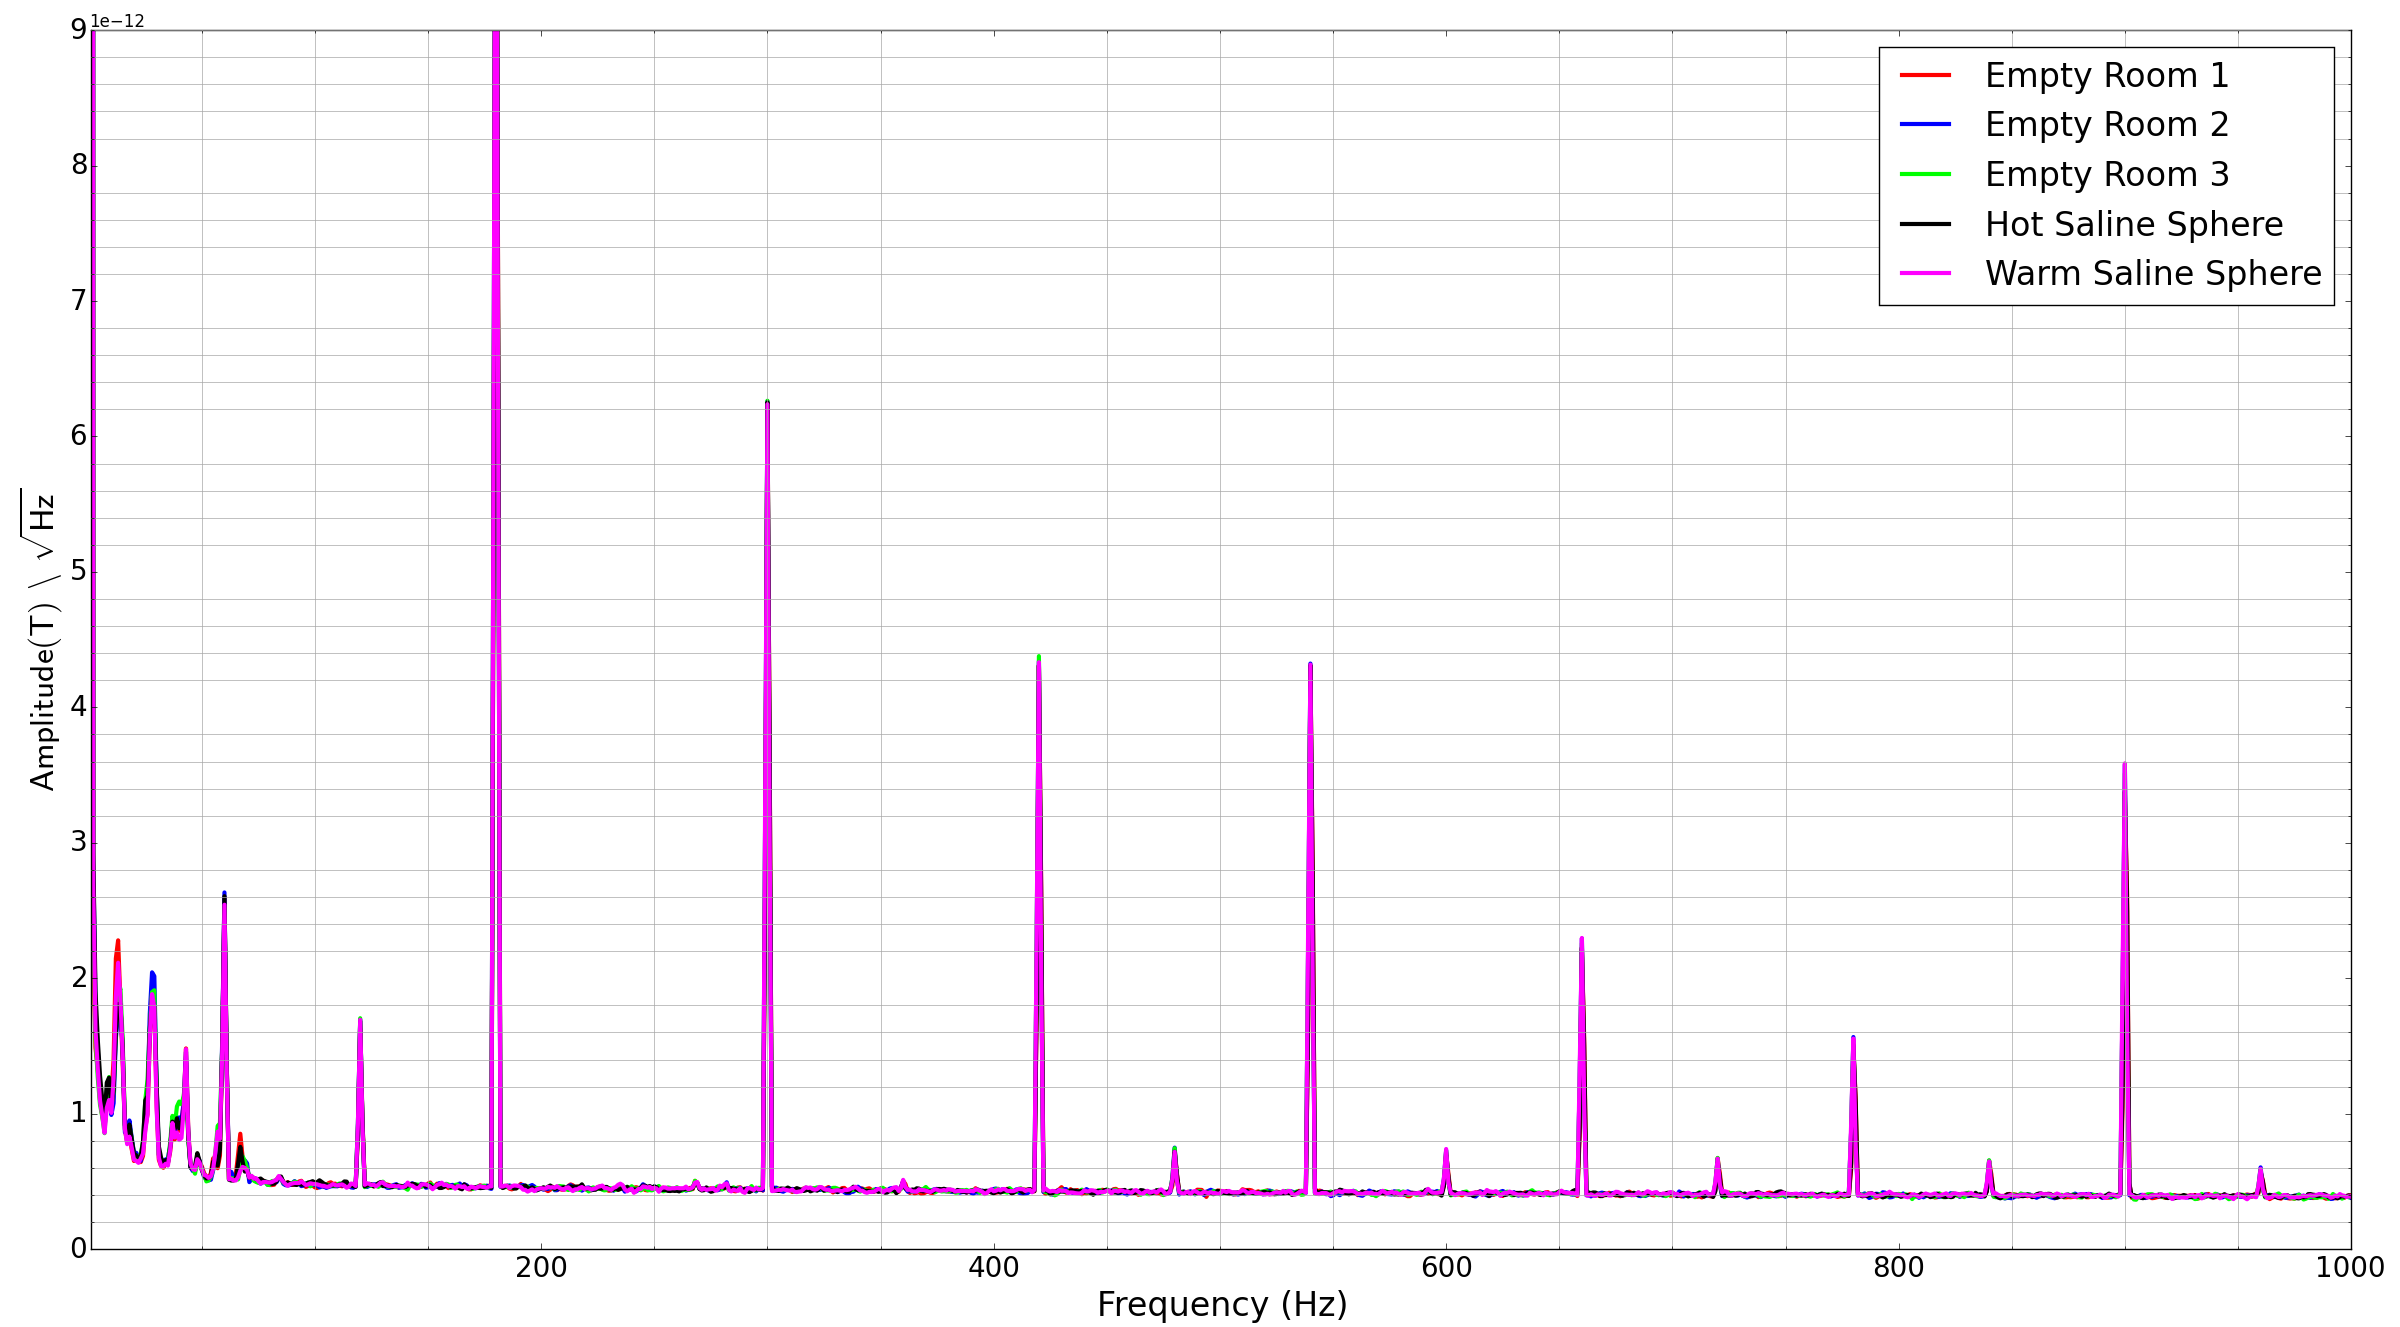 1e−12
9
8
7
6
5
4
3
2
1
0
Amplitude(T) \ √Hz
200 400 600 800 1000
Frequency (Hz)
Empty Room 1
Empty Room 2
Empty Room 3
Hot Saline Sphere
Warm Saline Sphere